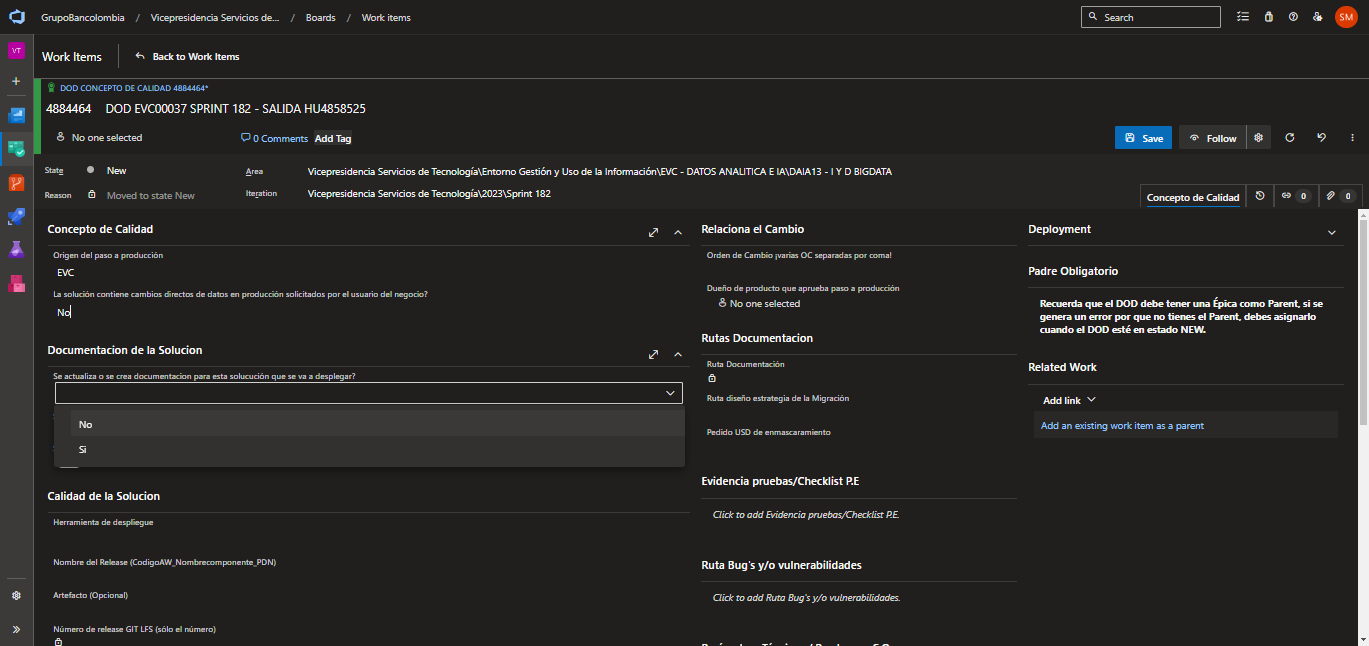 GrupoBancolombia / Vicepresidencia Servicios de... / Boards / Work items
Search
SM
VT
Work Items
Back to Work Items
DOD CONCEPTO DE CALIDAD 4884464*
4884464 DOD EVC00037 SPRINT 182 - SALIDA HU4858525
No one selected
0 Comments
Add Tag
Save
Follow
State
New
Area
Vicepresidencia Servicios de Tecnología\Entorno Gestión y Uso de la Información\EVC - DATOS ANALITICA E IA\DAIA13 - I Y D BIGDATA
Reason
Moved to state New
Iteration
Vicepresidencia Servicios de Tecnología\2023\Sprint 182
Concepto de Calidad
0
0
Concepto de Calidad
Origen del paso a producción
EVC
La solución contiene cambios directos de datos en producción solicitados por el usuario del negocio?
No
Documentacion de la Solucion
Se actualiza o se crea documentacion para esta solucución que se va a desplegar?
No
Si
Calidad de la Solucion
Herramienta de despliegue
Nombre del Release (CodigoAW_Nombrecomponente_PDN)
Artefacto (Opcional)
Número de release GIT LFS (sólo el número)
Relaciona el Cambio
Orden de Cambio ¡varias OC separadas por coma!
Dueño de producto que aprueba paso a producción
No one selected
Rutas Documentacion
Ruta Documentación
Ruta diseño estrategia de la Migración
Pedido USD de enmascaramiento
Evidencia pruebas/Checklist P.E
Click to add Evidencia pruebas/Checklist P.E.
Ruta Bug's y/o vulnerabilidades
Click to add Ruta Bug's y/o vulnerabilidades.
Deployment
Padre Obligatorio
Recuerda que el DOD debe tener una Épica como Parent, si se
genera un error por que no tienes el Parent, debes asignarlo
cuando el DOD esté en estado NEW.
Related Work
Add link
Add an existing work item as a parent